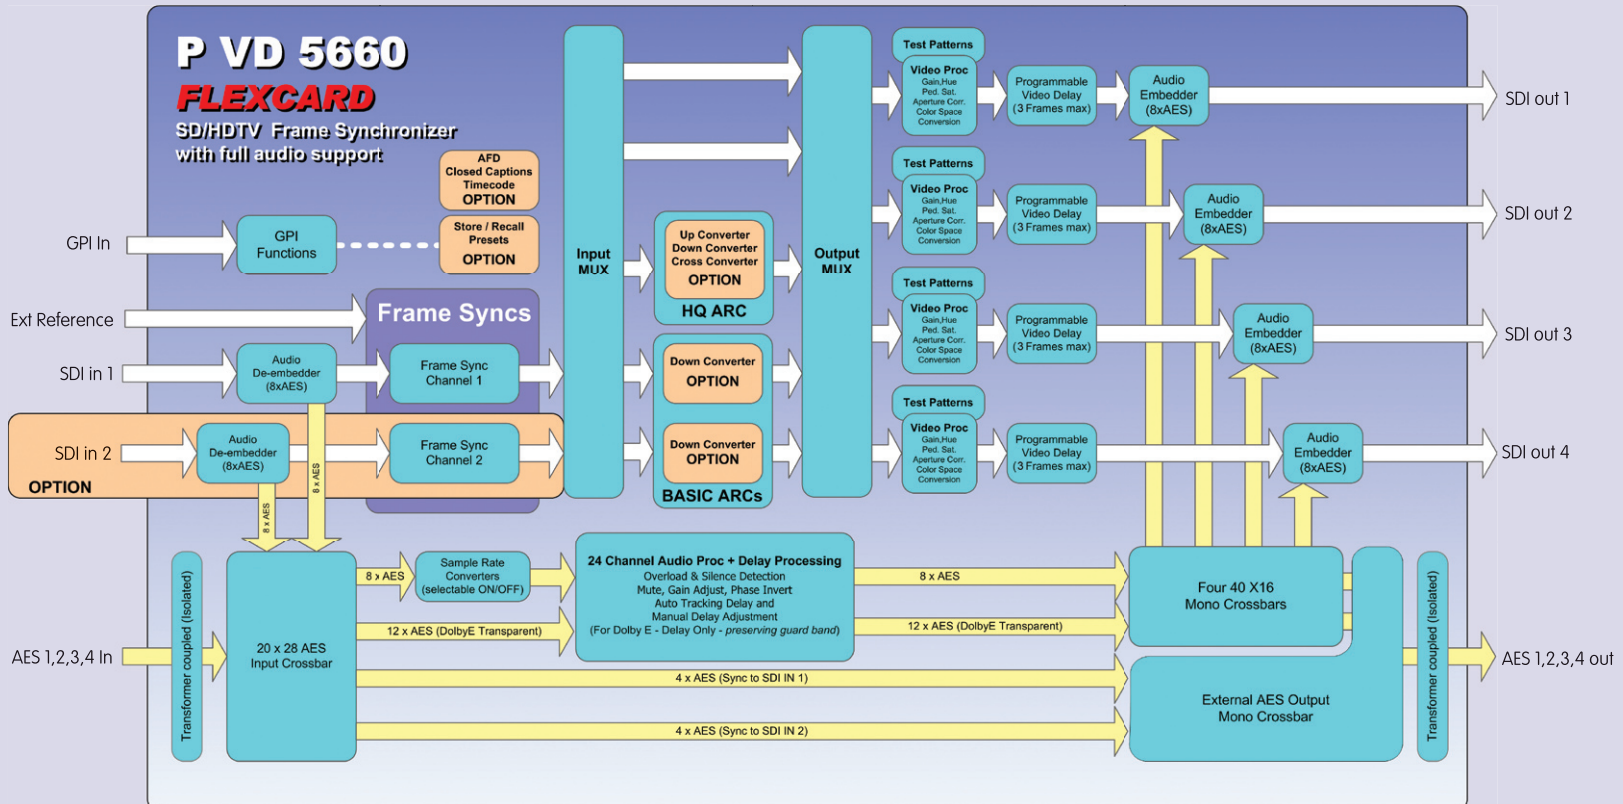 P VD 5660
FLEXCARD
SD/HDTV Frame Synchronizer
with full audio support
AFD
Closed Captions
Timecode
OPTION
Store / Recall
Presets
OPTION
GPI In
GPI
Functions
Ext Reference
Frame Syncs
SDI in 1
Audio
De-embedder
(8xAES)
Frame Sync
Channel 1
SDI in 2
Audio
De-embedder
(8xAES)
Frame Sync
Channel 2
OPTION
8 x AES
8 x AES
Input
MUX
Up Converter
Down Converter
Cross Converter
OPTION
HQ ARC
Down Converter
OPTION
Down Converter
OPTION
BASIC ARCs
Output
MUX
Test Patterns
Video Proc
Gain,Hue
Ped. Sat.
Aperture Corr.
Color Space
Conversion
Programmable
Video Delay
(3 Frames max)
Audio
Embedder
(8xAES)
SDI out 1
Test Patterns
Video Proc
Gain,Hue
Ped. Sat.
Aperture Corr.
Color Space
Conversion
Programmable
Video Delay
(3 Frames max)
Audio
Embedder
(8xAES)
SDI out 2
Test Patterns
Video Proc
Gain,Hue
Ped. Sat.
Aperture Corr.
Color Space
Conversion
Programmable
Video Delay
(3 Frames max)
Audio
Embedder
(8xAES)
SDI out 3
Test Patterns
Video Proc
Gain,Hue
Ped. Sat.
Aperture Corr.
Color Space
Conversion
Programmable
Video Delay
(3 Frames max)
Audio
Embedder
(8xAES)
SDI out 4
AES 1,2,3,4 In
Transformer coupled (Isolated)
20 x 28 AES
Input Crossbar
8 x AES
Sample Rate
Converters
(selectable ON/OFF)
12 x AES (DolbyE Transparent)
24 Channel Audio Proc + Delay Processing
Overload & Silence Detection
Mute, Gain Adjust, Phase Invert
Auto Tracking Delay and
Manual Delay Adjustment
(For Dolby E - Delay Only - preserving guard band)
8 x AES
12 x AES (DolbyE Transparent)
4 x AES (Sync to SDI IN 1)
4 x AES (Sync to SDI IN 2)
Four 40 X16
Mono Crossbars
External AES Output
Mono Crossbar
Transformer coupled (Isolated)
AES 1,2,3,4 out